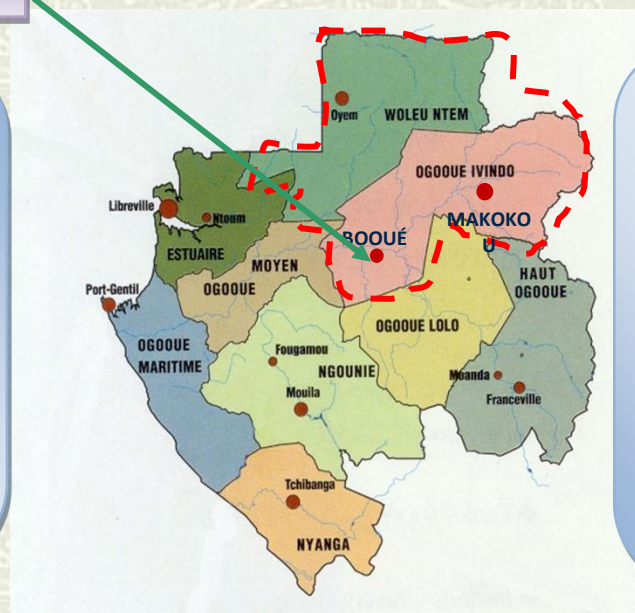 Oyem
WOLEU NTEM
OGOOUE IVINDO
Libreville
Ntoum
MAKOKO
U
BOOUÉ
ESTUAIRE
MOYEN
OGOOUE
HAUT
OGOOUE
Port-Gentil
OGOOUE LOLO
OGOOUE
MARITIME
Fougamou
NGOUNIE
Mouila
Moanda
Franceville
Tchibanga
NYANGA